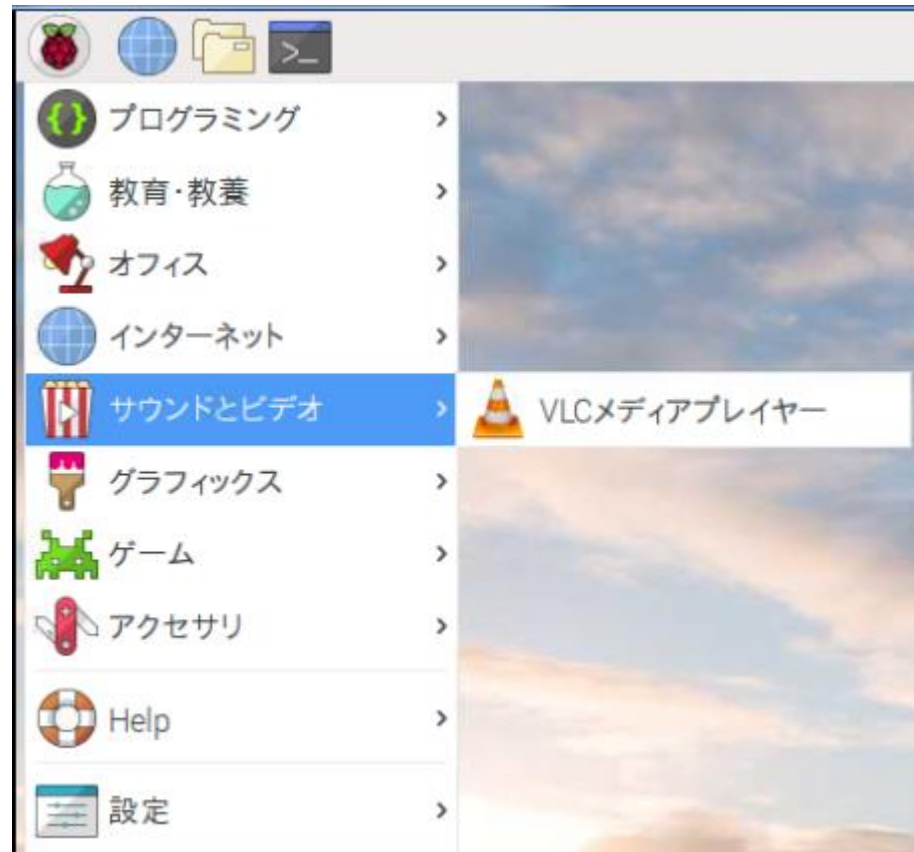 >_
プログラミング
教育・教養
オフィス
インターネット
サウンドとビデオ
VLCメディアプレイヤー
グラフィックス
ゲーム
アクセサリ
Help
設定